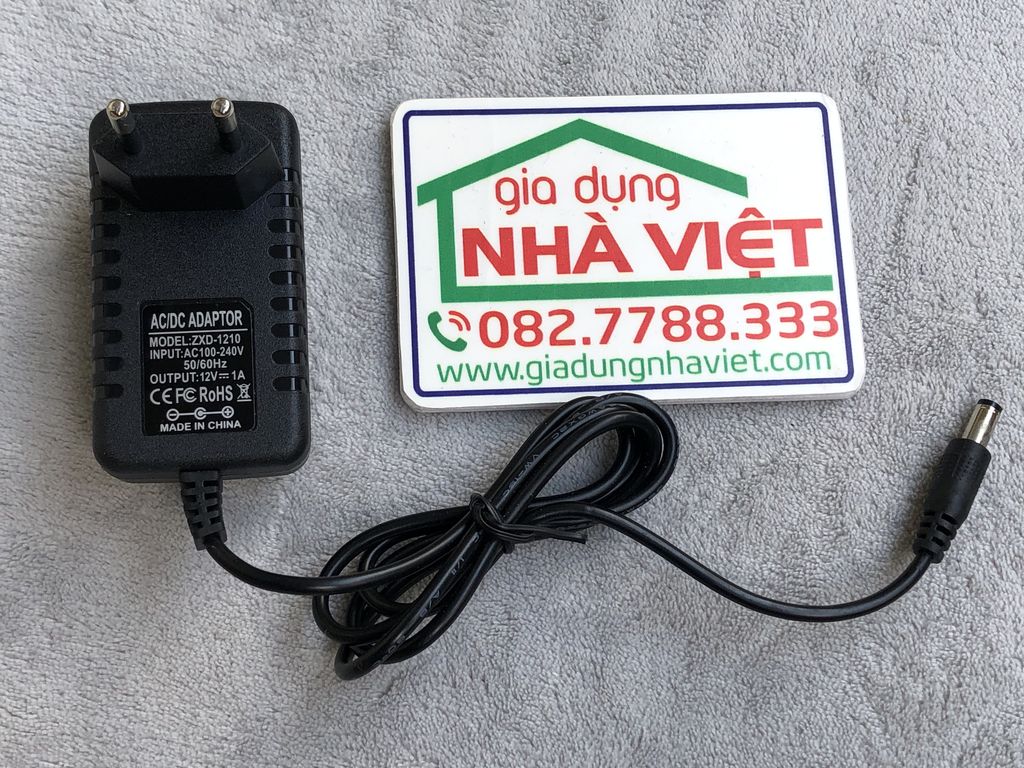 AC/DC ADAPTOR
MODEL:ZXD-1210
INPUT:AC100-240V
50/60Hz
OUTPUT:12V⎓1A
CE FC RoHS
MADE IN CHINA
gia dụng
NHÀ VIỆT
082.7788.333
www.giadungnhaviet.com